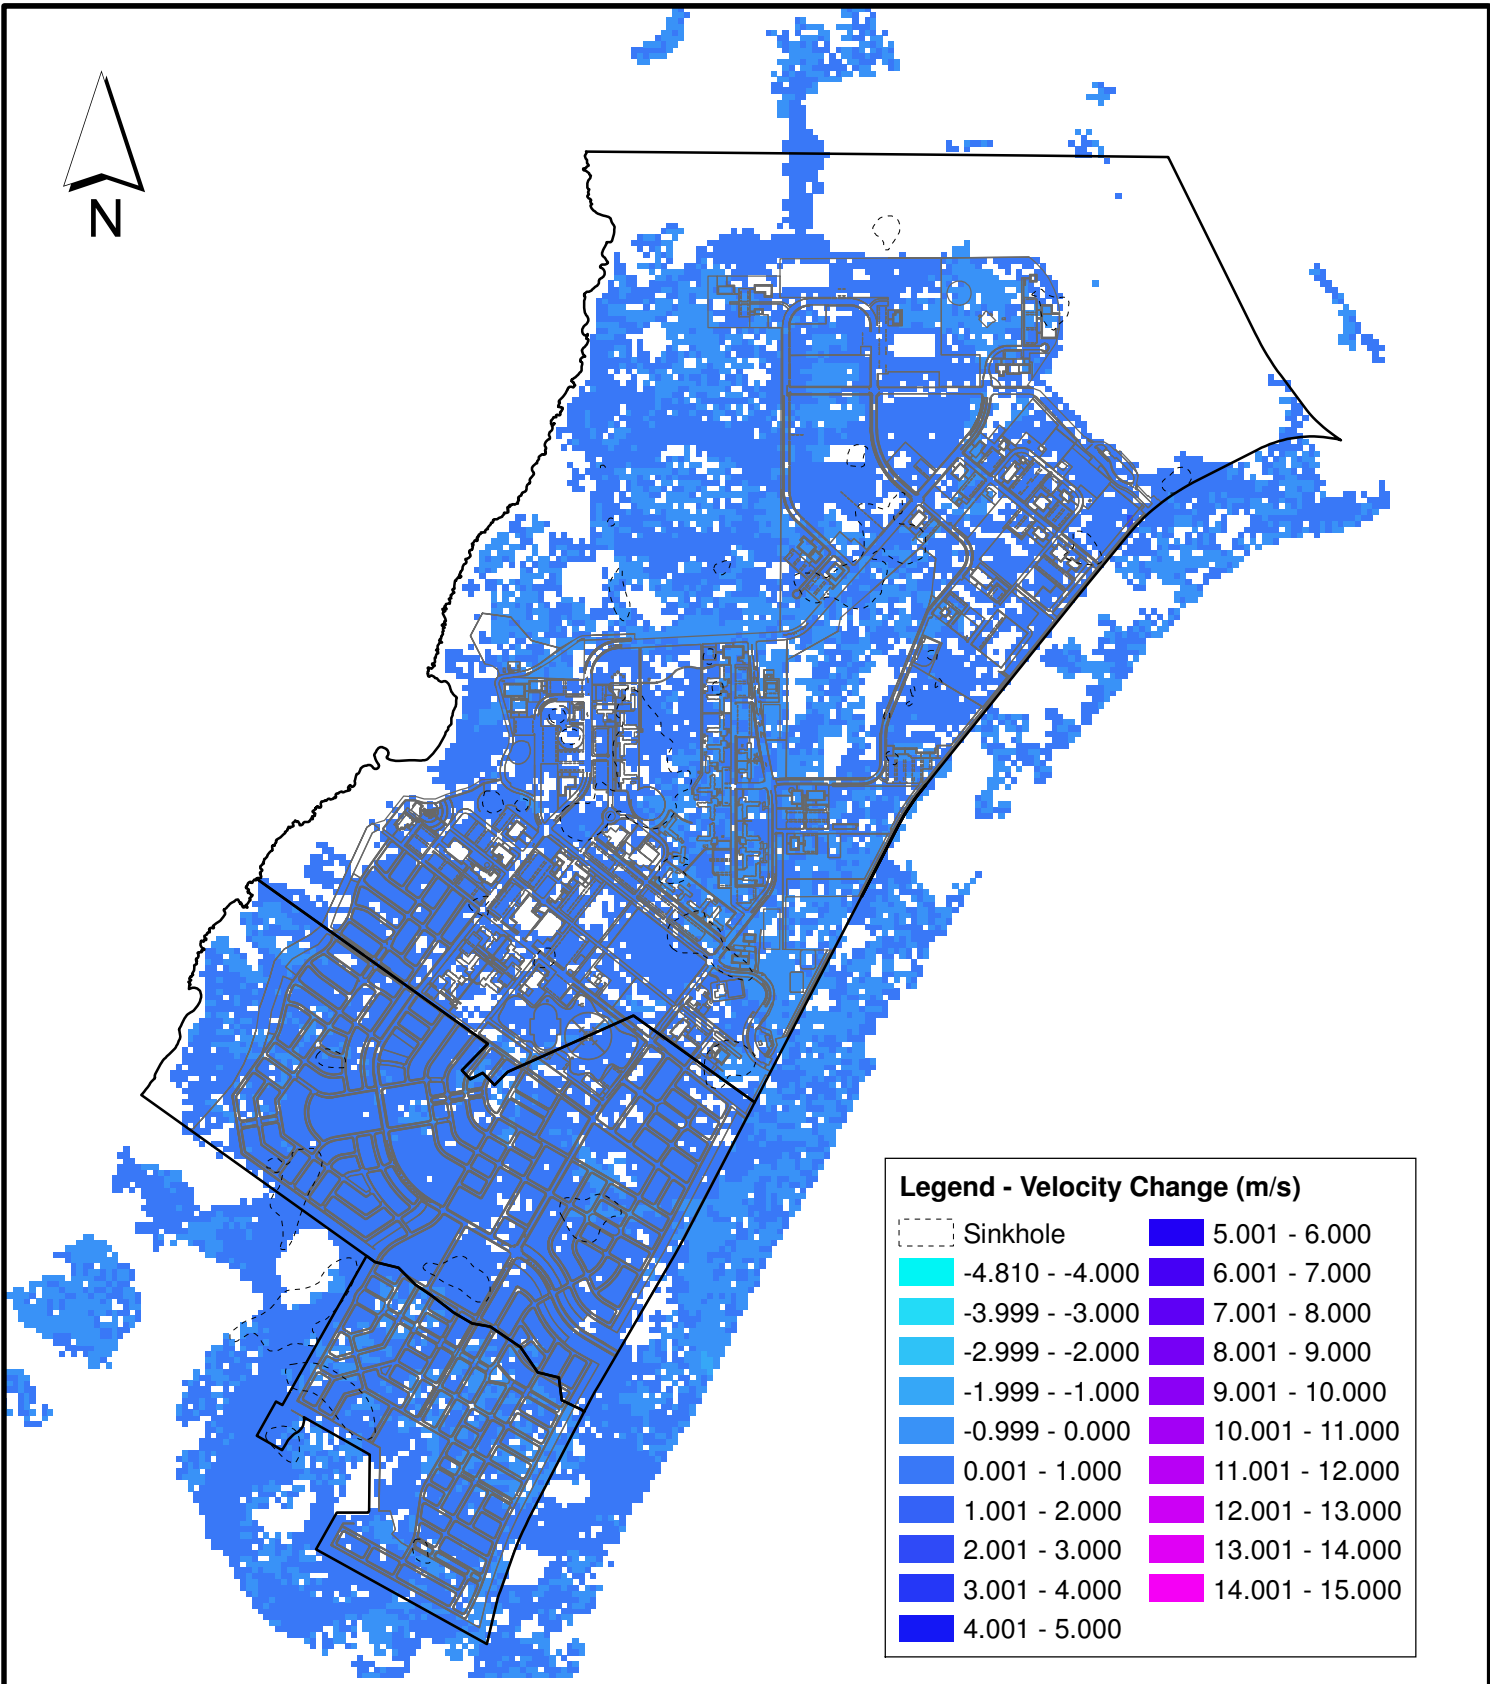 N
Legend - Velocity Change (m/s)
Sinkhole
-4.810 - -4.000
-3.999 - -3.000
-2.999 - -2.000
-1.999 - -1.000
-0.999 - 0.000
0.001 - 1.000
1.001 - 2.000
2.001 - 3.000
3.001 - 4.000
4.001 - 5.000
5.001 - 6.000
6.001 - 7.000
7.001 - 8.000
8.001 - 9.000
9.001 - 10.000
10.001 - 11.000
11.001 - 12.000
12.001 - 13.000
13.001 - 14.000
14.001 - 15.000